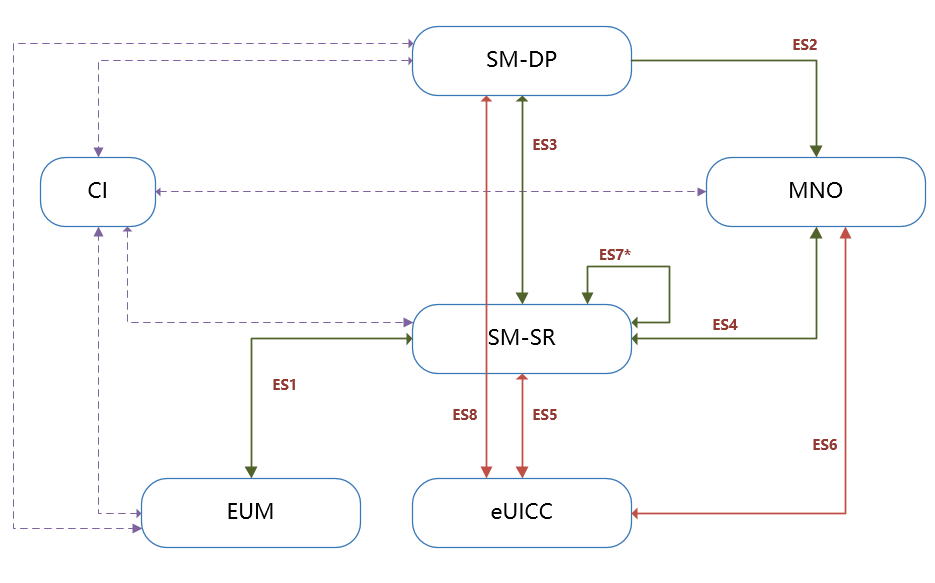 ES2
SM-DP
ES3
CI
MNO
ES7*
ES4
SM-SR
ES1
ES8
ES5
ES6
EUM
eUICC